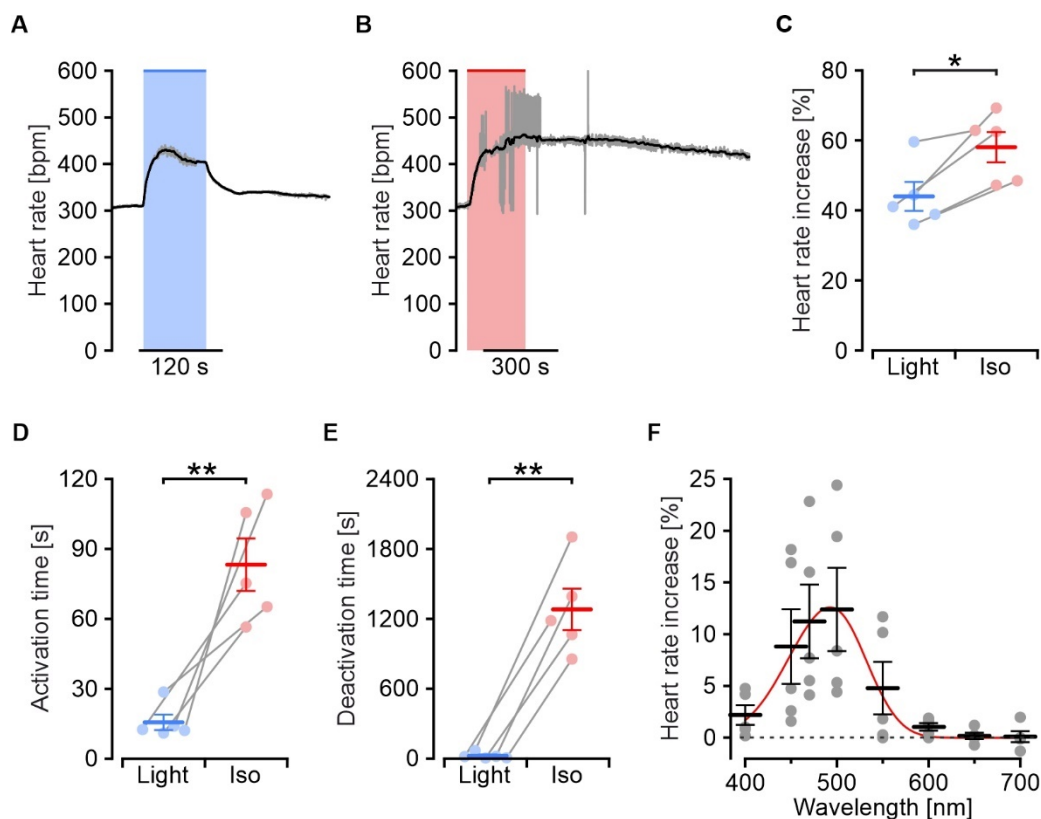 A
Heart rate [bpm]
600
500
400
300
200
100
0
120 s
B
Heart rate [bpm]
600
500
400
300
200
100
0
300 s
C
Heart rate increase [%]
80
60
40
20
0
*
Light Iso
D
Activation time [s]
120
90
60
30
0
**
Light Iso
E
Deactivation time [s]
2400
1800
1200
600
0
**
Light Iso
F
Heart rate increase [%]
25
20
15
10
5
0
400 500 600 700
Wavelength [nm]